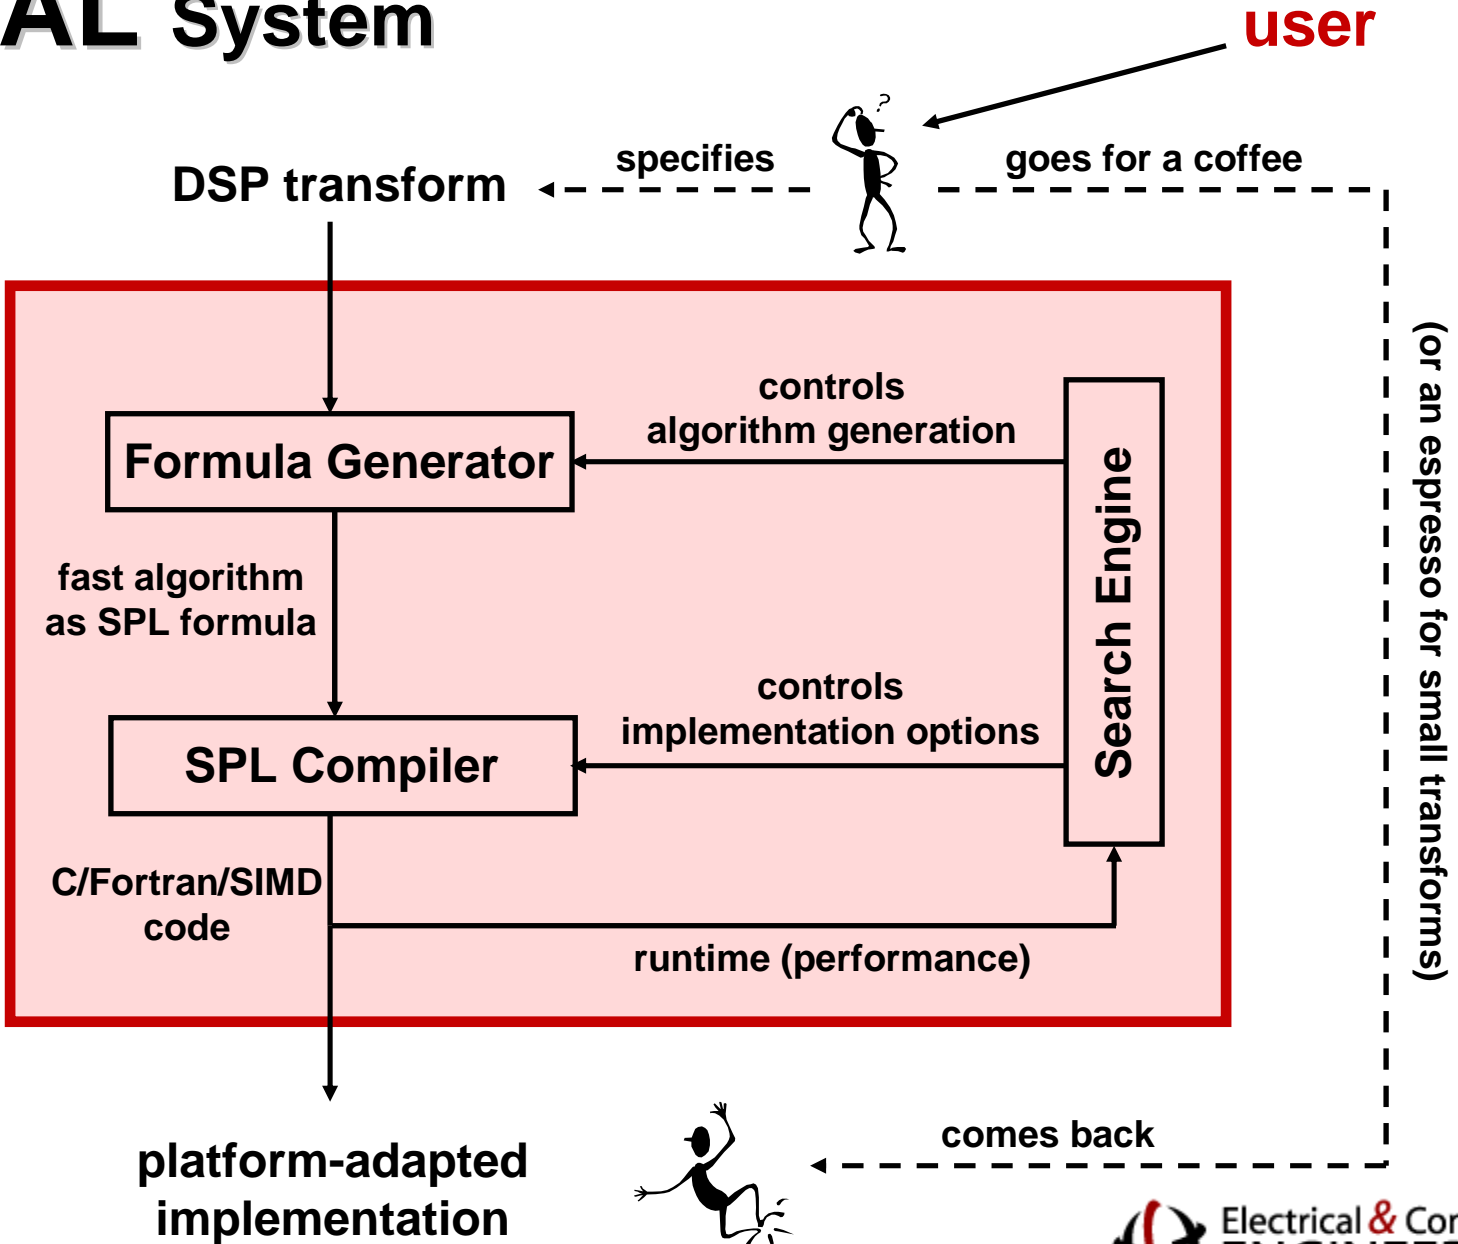 AL System
user
?
specifies
goes for a coffee
DSP transform
(or an espresso for small transforms)
controls
algorithm generation
Formula Generator
Search Engine
fast algorithm
as SPL formula
controls
implementation options
SPL Compiler
C/Fortran/SIMD
code
runtime (performance)
comes back
platform-adapted
implementation
Electrical & Co